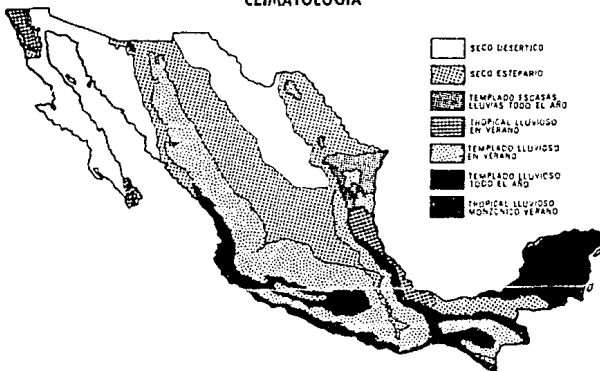 CLIMATOLOGIA
SECO DESERTICO
SECO ESTEPARIO
TEMPLADO ESCASAS
LLUVIAS TODO EL AÑO
TROPICAL LLUVIOSO
EN VERANO
TEMPLADO LLUVIOSO
EN VERANO
TEMPLADO LLUVIOSO
TODO EL AÑO
TROPICAL LLUVIOSO
MONZONICO VERANO